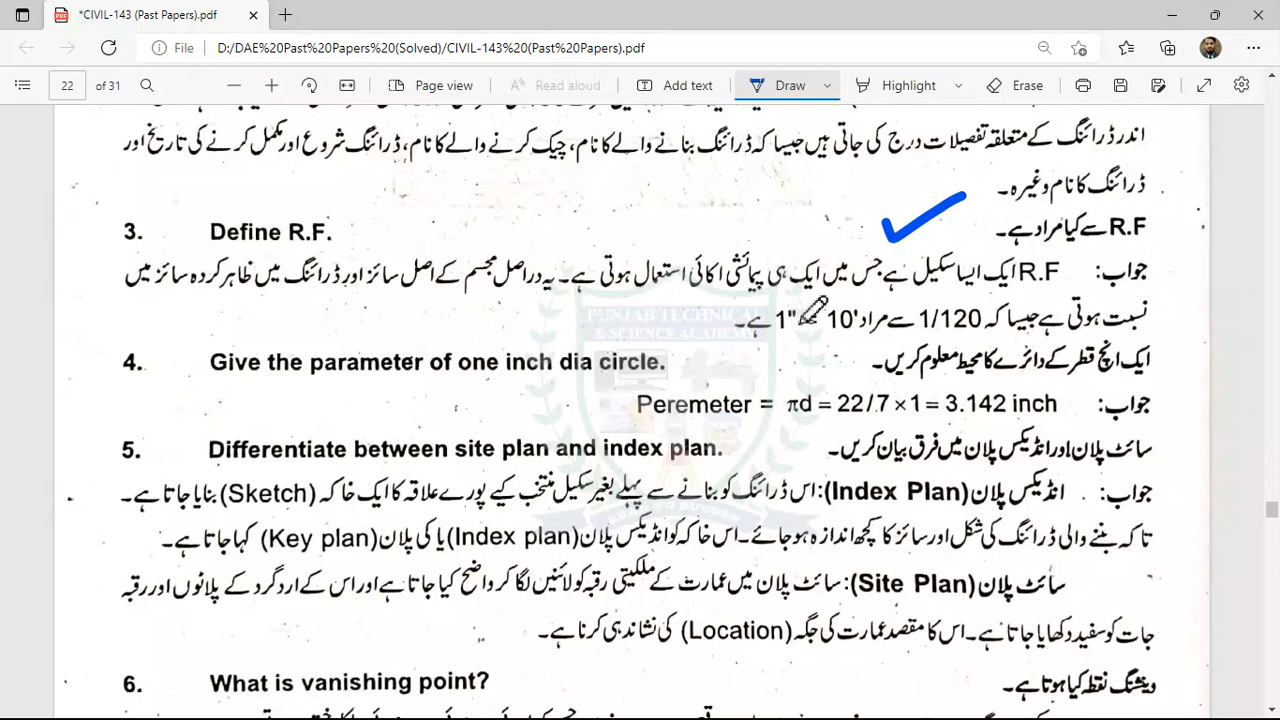 *CIVIL-143 (Past Papers).pdf
File D:/DAE%20Past%20Papers%20(Solved)/CIVIL-143%20(Past%20Papers).pdf
22 of 31 Page view Read aloud Add text Draw Highlight Erase
اندر ڈرائنگ کے متعلقہ تفصیلات درج کی جاتی ہیں جیسا کہ ڈرائنگ بنانے والے کا نام، چیک کرنے والے کا نام، ڈرائنگ شروع اور مکمل کرنے کی تاریخ اور
ڈرائنگ کا نام وغیرہ۔
3. Define R.F. R.F سے کیا مراد ہے۔
جواب: R.F ایک ایسا سکیل ہے جس میں ایک ہی پیمائشی اکائی استعمال ہوتی ہے۔ یہ دراصل مجسم کے اصل سائز اور ڈرائنگ میں ظاہر کردہ سائز میں
نسبت ہوتی ہے جیسا کہ 1/120 سے مراد 10' 1" ہے۔
PUNJAB TECHNICAL
& SCIENCE ACADEMY
4. Give the parameter of one inch dia circle. ایک انچ قطر کے دائرے کا محیط معلوم کریں۔
جواب: Peremeter = πd = 22/7 × 1 = 3.142 inch
5. Differentiate between site plan and index plan. سائٹ پلان اور انڈیکس پلان میں فرق بیان کریں۔
جواب: انڈیکس پلان (Index Plan): اس ڈرائنگ کو بنانے سے پہلے بغیر سکیل منتخب کیے پورے علاقہ کا ایک خاکہ (Sketch) بنایا جاتا ہے۔
تاکہ بننے والی ڈرائنگ کی شکل اور سائز کا کچھ اندازہ ہو جائے۔ اس خاکہ کو انڈیکس پلان (Index plan) یا کی پلان (Key plan) کہا جاتا ہے۔
سائٹ پلان (Site Plan): سائٹ پلان میں عمارت کے ملکیتی رقبہ کو لائنیں لگا کر واضح کیا جاتا ہے اور اس کے اردگرد کے پلاٹوں اور رقبہ
جات کو سفید دکھایا جاتا ہے۔ اس کا مقصد عمارت کی جگہ (Location) کی نشاندہی کرنا ہے۔
6. What is vanishing point? وینشنگ نقطہ کیا ہوتا ہے۔